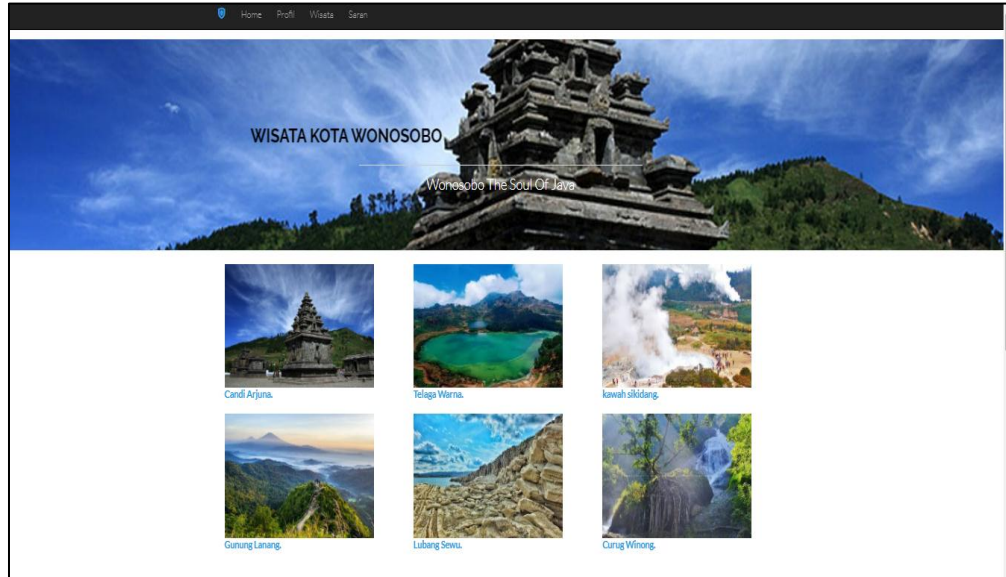 Home Profil Wisata Saran
WISATA KOTA WONOSOBO
Wonosobo The Soul Of Java
Candi Arjuna. Telaga Warna. kawah sikidang.
Gunung Lanang. Lubang Sewu. Curug Winong.